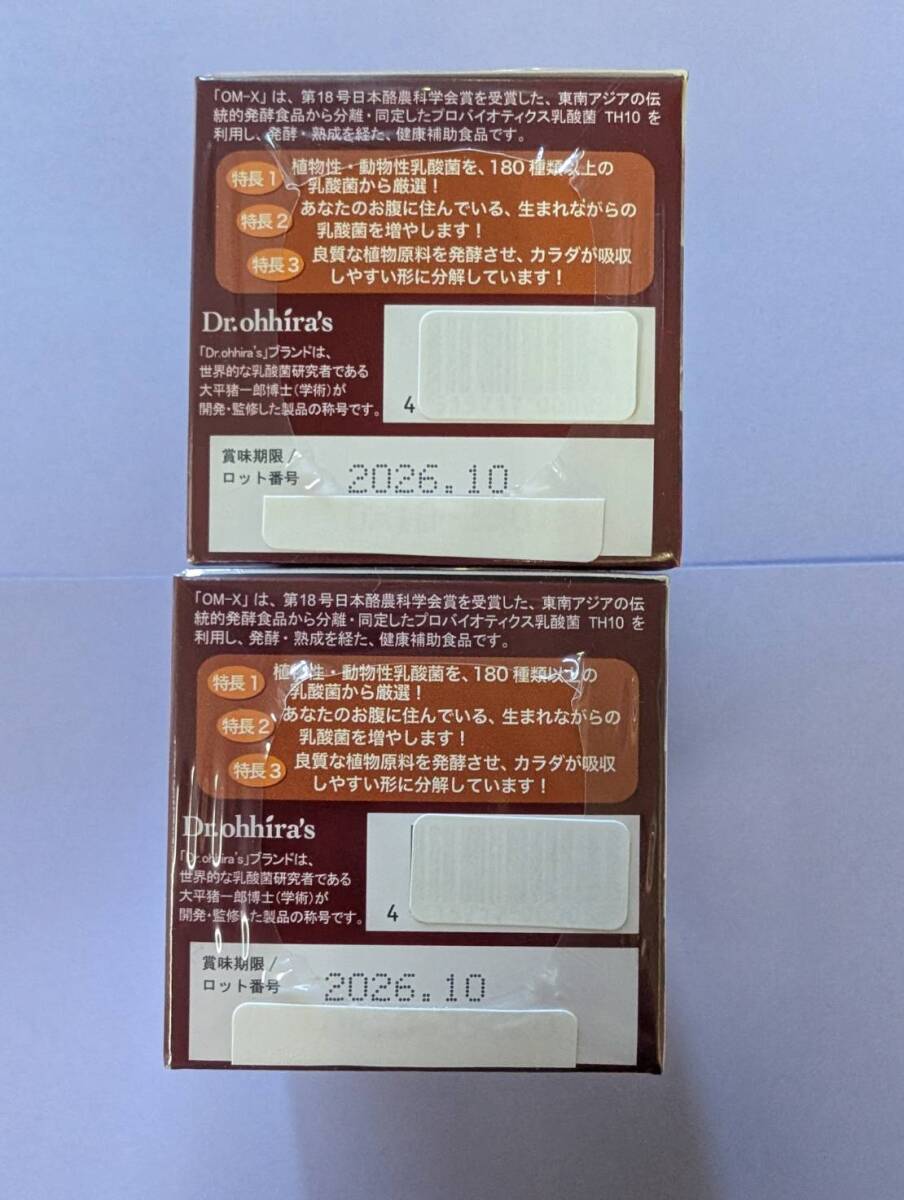 「OM-X」は、第18号日本酪農科学会賞を受賞した、東南アジアの伝
統的発酵食品から分離・同定したプロバイオティクス乳酸菌 TH10 を
利用し、発酵・熟成を経た、健康補助食品です。
特長1 植物性・動物性乳酸菌を、180種類以上の
乳酸菌から厳選！
特長2 あなたのお腹に住んでいる、生まれながらの
乳酸菌を増やします！
特長3 良質な植物原料を発酵させ、カラダが吸収
しやすい形に分解しています！
Dr.ohhira's
「Dr.ohhira's」ブランドは、
世界的な乳酸菌研究者である
大平猪一郎博士（学術）が
開発・監修した製品の称号です。
4
賞味期限/
ロット番号
2026.10
「OM-X」は、第18号日本酪農科学会賞を受賞した、東南アジアの伝
統的発酵食品から分離・同定したプロバイオティクス乳酸菌 TH10 を
利用し、発酵・熟成を経た、健康補助食品です。
特長1 植物性・動物性乳酸菌を、180種類以上の
乳酸菌から厳選！
特長2 あなたのお腹に住んでいる、生まれながらの
乳酸菌を増やします！
特長3 良質な植物原料を発酵させ、カラダが吸収
しやすい形に分解しています！
Dr.ohhira's
「Dr.ohhira's」ブランドは、
世界的な乳酸菌研究者である
大平猪一郎博士（学術）が
開発・監修した製品の称号です。
4
賞味期限/
ロット番号
2026.10